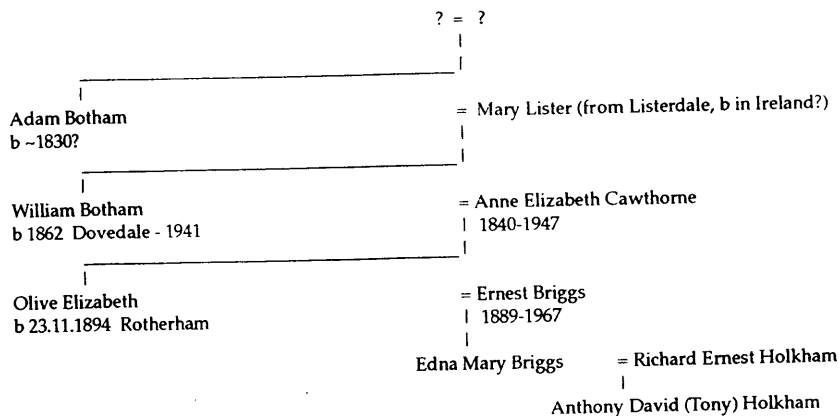 ? = ?
Adam Botham = Mary Lister (from Listerdale, b in Ireland?)
b ~1830?
William Botham = Anne Elizabeth Cawthorne
b 1862 Dovedale - 1941 1840-1947
Olive Elizabeth = Ernest Briggs
b 23.11.1894 Rotherham 1889-1967
Edna Mary Briggs = Richard Ernest Holkham
Anthony David (Tony) Holkham